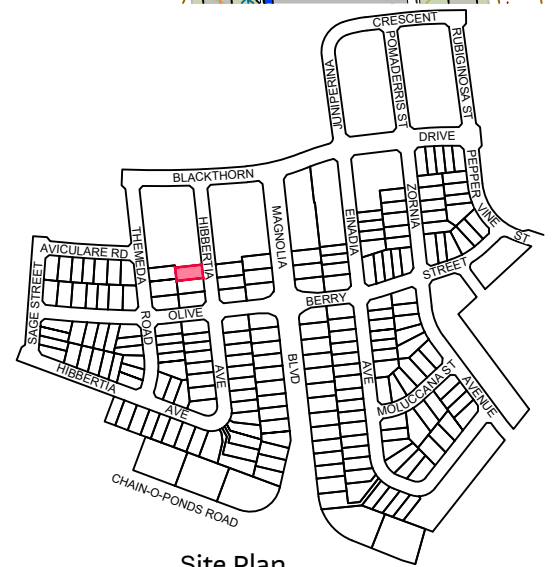 CRESCENT
JUNIPERINA
POMADERRIS ST
RUBIGINOSA ST
DRIVE
BLACKTHORN
PEPPER
VINE
ST
ZORNIA
EINADIA
MAGNOLIA
HIBBERTIA
THEMEDA
AVICULARE RD
SAGE STREET
STREET
BERRY
OLIVE
ROAD
HIBBERTIA
AVE
AVE
BLVD
AVE
MOLUCCANA ST
AVENUE
CHAIN-O-PONDS ROAD
Site Plan